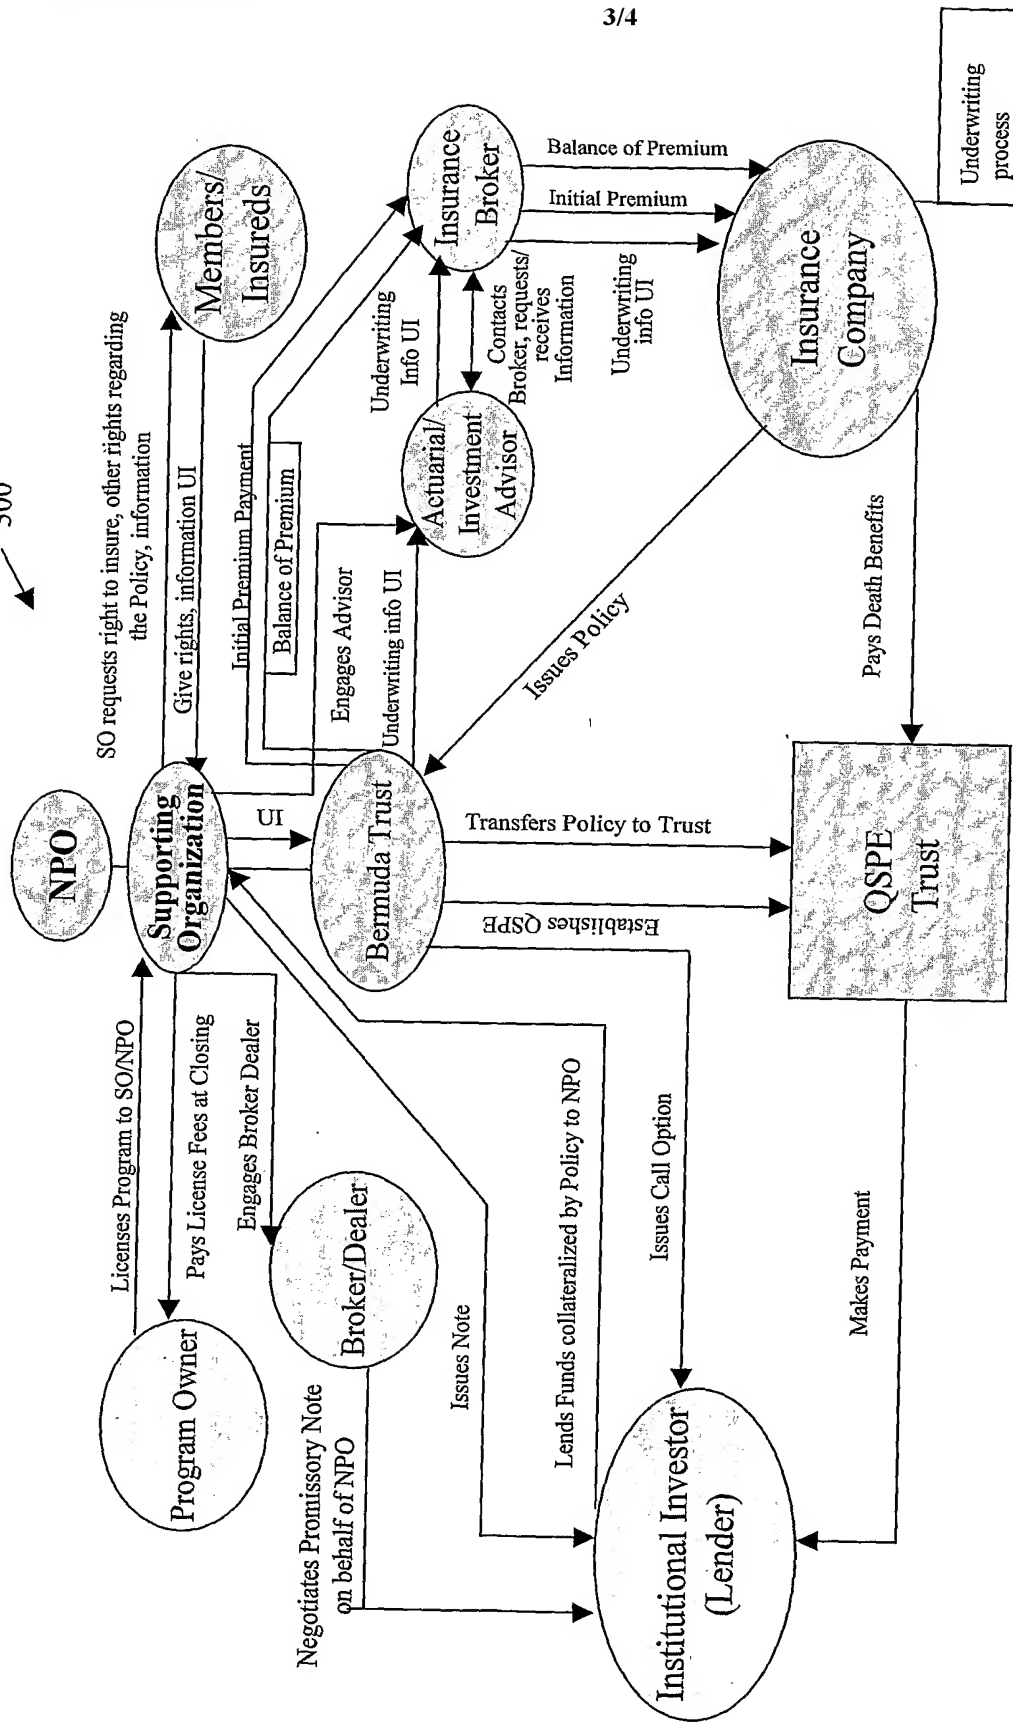 3/4
NPO
Supporting
Organization
Members/
Insureds
SO requests right to insure, other rights regarding
the Policy, information
Give rights, information UI
Initial Premium Payment
Balance of Premium
Engages Advisor
UI
Underwriting info UI
Bermuda Trust
Actuarial/
Investment
Advisor
Underwriting
Info UI
Contacts
Broker, requests/
receives
Information
Insurance
Broker
Balance of Premium
Initial Premium
Underwriting
info UI
Insurance
Company
Underwriting
process
Issues Policy
Pays Death Benefits
Transfers Policy to Trust
Establishes QSPE
QSPE
Trust
Makes Payment
Issues Call Option
Lends Funds collateralized by Policy to NPO
Issues Note
Institutional Investor
(Lender)
Negotiates Promissory Note
on behalf of NPO
Broker/Dealer
Engages Broker Dealer
Pays License Fees at Closing
Licenses Program to SO/NPO
Program Owner